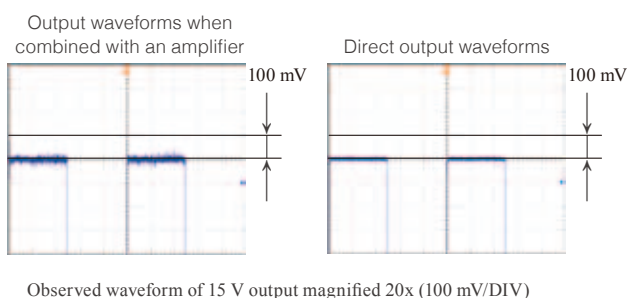 Output waveforms when
combined with an amplifier
Direct output waveforms
100 mV
100 mV
Observed waveform of 15 V output magnified 20x (100 mV/DIV)